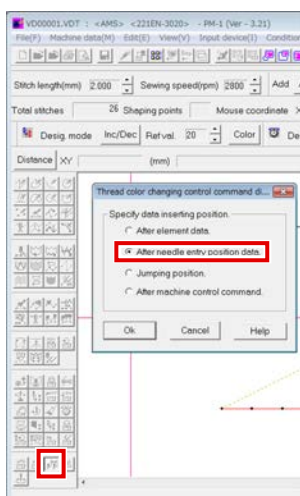 VD00001.VDT : <AMS> <221EN-3020> - PM-1 (Ver - 3.21)
File(F) Machine data(M) Edit(E) View(V) Input device(I) Condition
Stitch length(mm) 2.000 Sewing speed(rpm) 2800 Add
Total stitches 26 Shaping points Mouse coordinate X
Desig. mode Inc/Dec Ref val. 20 Color De
Distance XY (mm)
Thread color changing control command di...
Specify data inserting position.
After element data.
After needle entry position data.
Jumping position.
After machine control command.
Ok Cancel Help